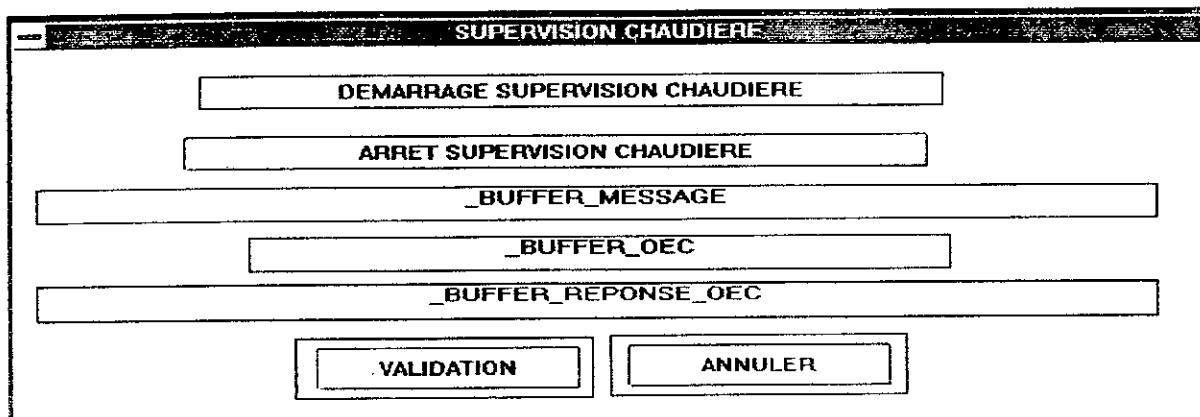 SUPERVISION CHAUDIERE
DEMARRAGE SUPERVISION CHAUDIERE
ARRET SUPERVISION CHAUDIERE
_BUFFER_MESSAGE
_BUFFER_OEC
_BUFFER_REPONSE_OEC
VALIDATION ANNULER